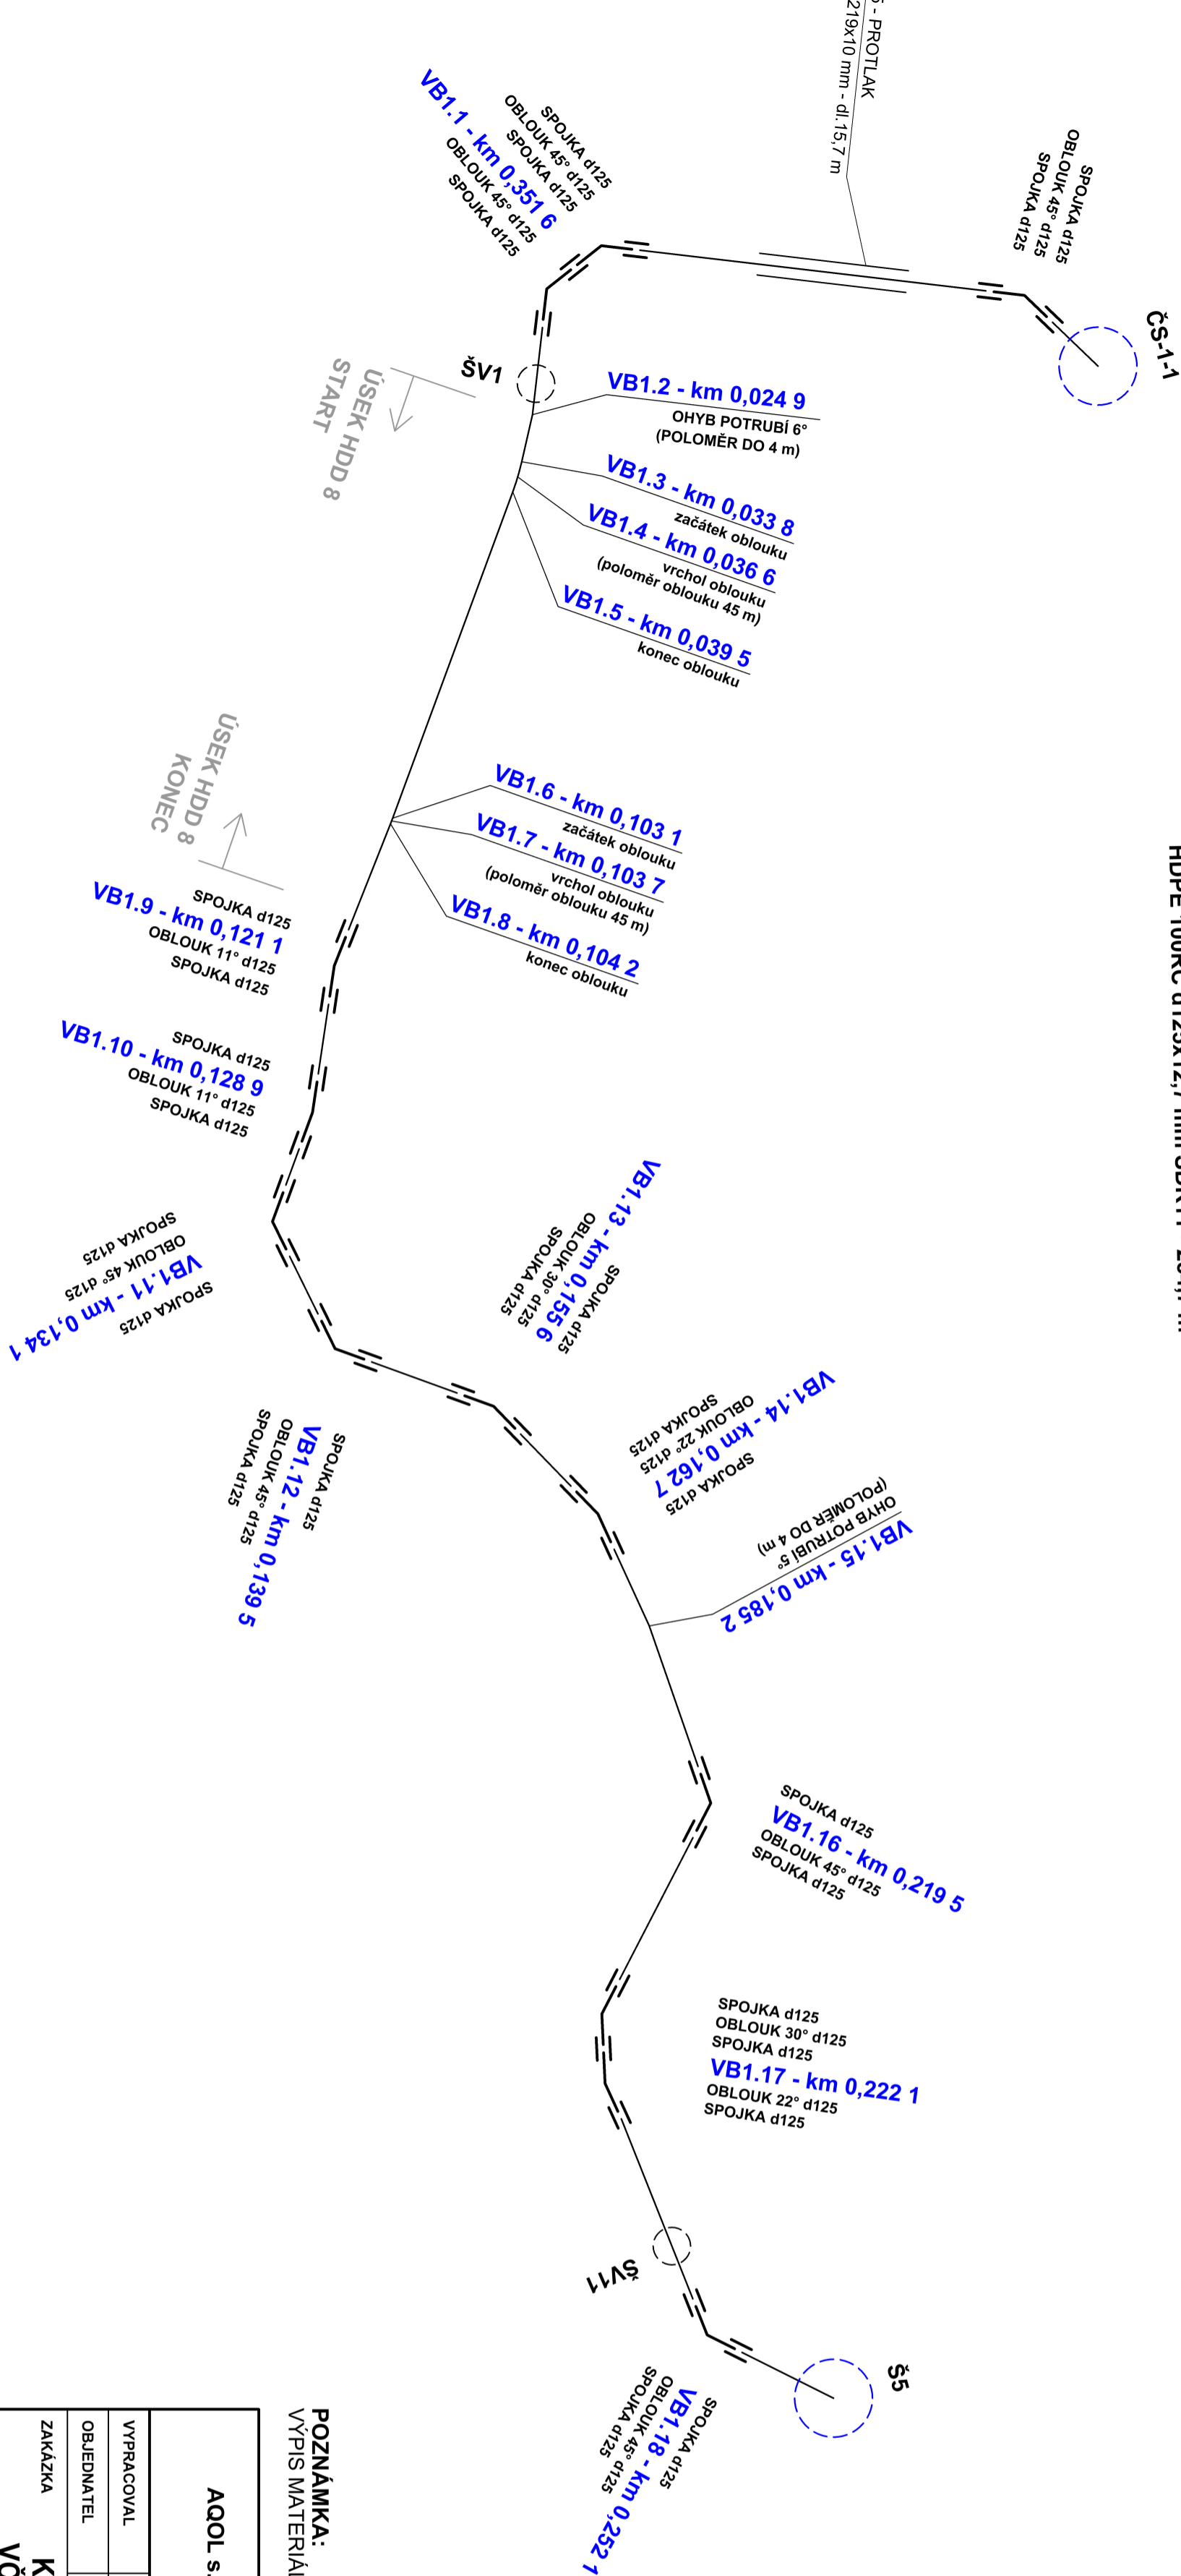 5 - PROTLAK
219x10 mm - dl.15,7 m
SPOJKA d125
OBLOUK 45° d125
SPOJKA d125
ČS-1-1
SPOJKA d125
OBLOUK 45° d125
SPOJKA d125
VB1.1 - km 0,351 6
OBLOUK 45° d125
SPOJKA d125
ŠV1
ÚSEK HDD 8
START
VB1.2 - km 0,024 9
OHYB POTRUBÍ 6°
(POLOMĚR DO 4 m)
VB1.3 - km 0,033 8
začátek oblouku
VB1.4 - km 0,036 6
vrchol oblouku
(poloměr oblouku 45 m)
VB1.5 - km 0,039 5
konec oblouku
ÚSEK HDD 8
KONEC
VB1.6 - km 0,103 1
začátek oblouku
VB1.7 - km 0,103 7
vrchol oblouku
(poloměr oblouku 45 m)
VB1.8 - km 0,104 2
konec oblouku
SPOJKA d125
VB1.9 - km 0,121 1
OBLOUK 11° d125
SPOJKA d125
SPOJKA d125
VB1.10 - km 0,128 9
OBLOUK 11° d125
SPOJKA d125
SPOJKA d125
VB1.11 - km 0,134 1
OBLOUK 45° d125
SPOJKA d125
SPOJKA d125
VB1.12 - km 0,139 5
OBLOUK 45° d125
SPOJKA d125
SPOJKA d125
VB1.13 - km 0,155 6
OBLOUK 30° d125
SPOJKA d125
SPOJKA d125
VB1.14 - km 0,162 7
OBLOUK 22° d125
SPOJKA d125
VB1.15 - km 0,185 2
OHYB POTRUBÍ 5°
(POLOMĚR DO 4 m)
SPOJKA d125
VB1.16 - km 0,219 5
OBLOUK 45° d125
SPOJKA d125
SPOJKA d125
OBLOUK 30° d125
SPOJKA d125
VB1.17 - km 0,222 1
OBLOUK 22° d125
SPOJKA d125
ŠV11
Š5
SPOJKA d125
VB1.18 - km 0,252 1
OBLOUK 45° d125
SPOJKA d125
POZNÁMKA:
VÝPIS MATERIÁL
AQOL s.
VYPRACOVAL
OBJEDNATEL
ZAKÁZKA